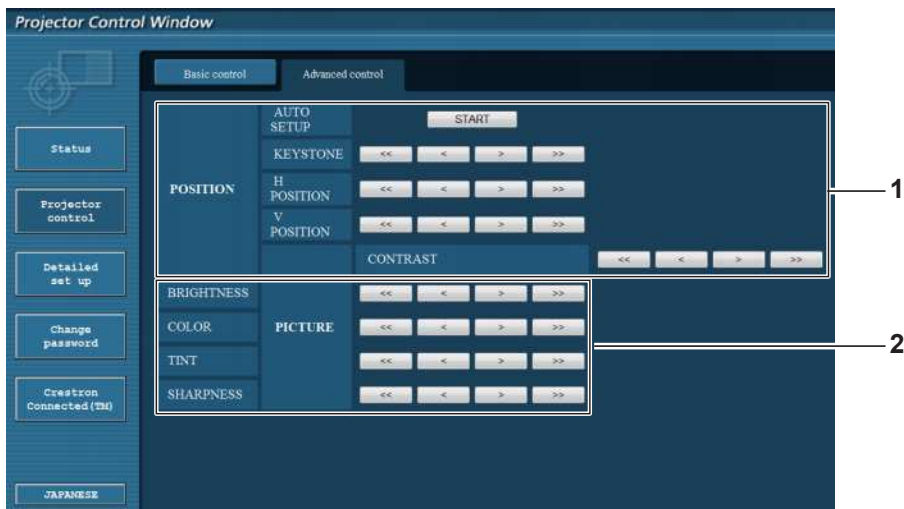 Projector Control Window
Basic control Advanced control
Status
Projector control
Detailed set up
Change password
Crestron Connected(TM)
JAPANESE
POSITION
AUTO SETUP START
KEYSTONE << < > >>
H POSITION << < > >>
V POSITION << < > >>
CONTRAST << < > >>
PICTURE
BRIGHTNESS << < > >>
COLOR << < > >>
TINT << < > >>
SHARPNESS << < > >>
1
2